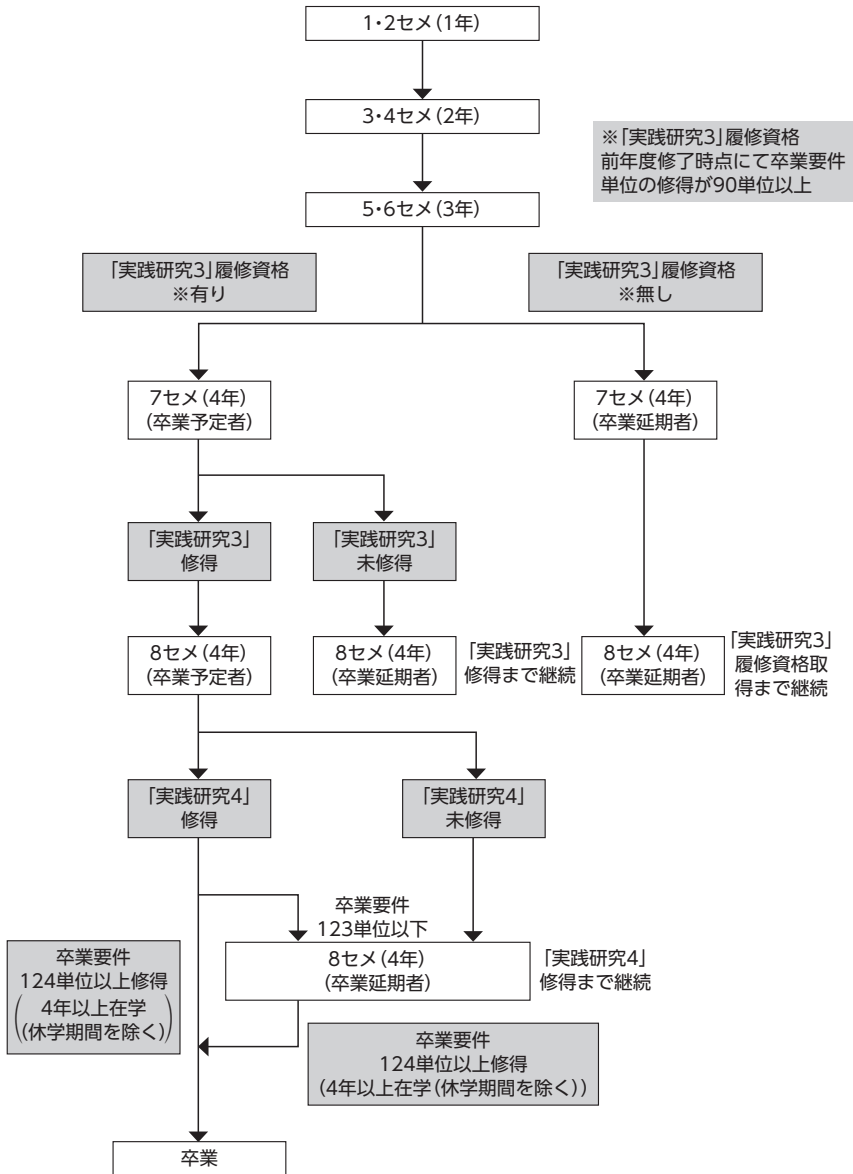 1・2セメ(1年)
3・4セメ(2年)
※「実践研究3」履修資格
前年度修了時点にて卒業要件
単位の修得が90単位以上
5・6セメ(3年)
「実践研究3」履修資格
※有り
「実践研究3」履修資格
※無し
7セメ(4年)
(卒業予定者)
7セメ(4年)
(卒業延期者)
「実践研究3」
修得
「実践研究3」
未修得
8セメ(4年)
(卒業予定者)
8セメ(4年)
(卒業延期者)
「実践研究3」
修得まで継続
8セメ(4年)
(卒業延期者)
「実践研究3」
履修資格取
得まで継続
「実践研究4」
修得
「実践研究4」
未修得
卒業要件
123単位以下
8セメ(4年)
(卒業延期者)
「実践研究4」
修得まで継続
卒業要件
124単位以上修得
(4年以上在学
(休学期間を除く))
卒業要件
124単位以上修得
(4年以上在学(休学期間を除く))
卒業